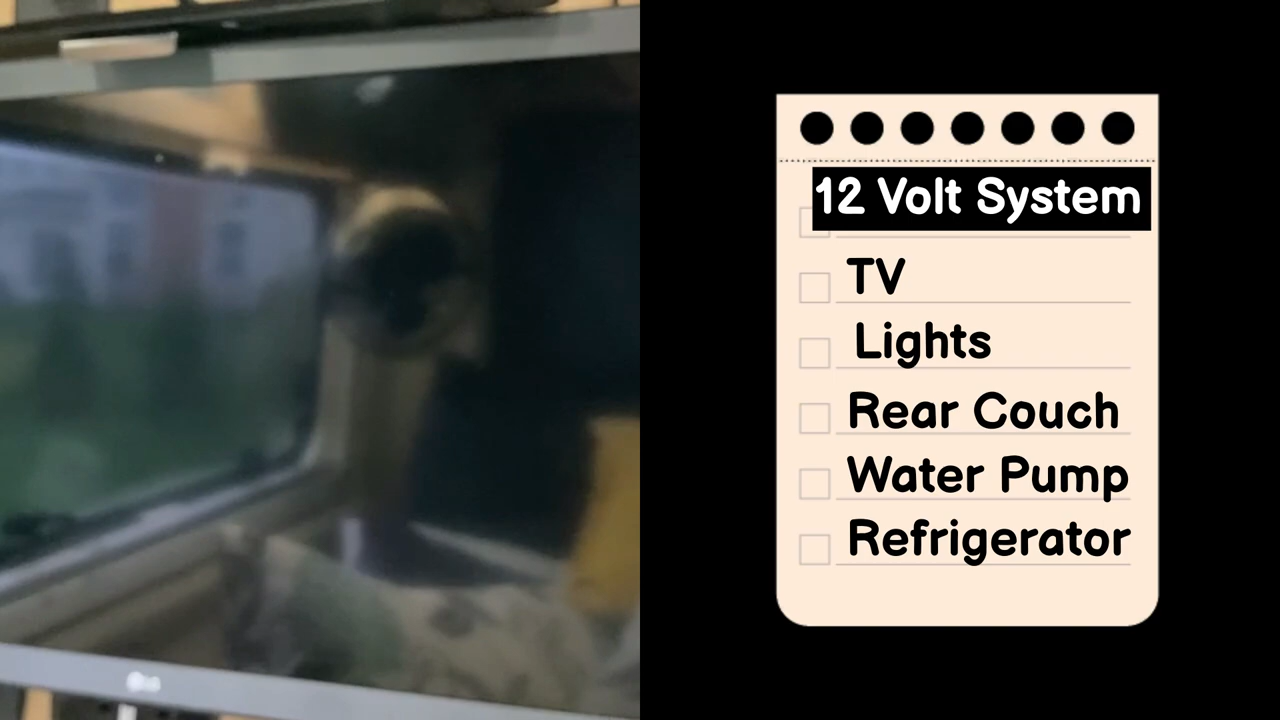 12 Volt System
TV
Lights
Rear Couch
Water Pump
Refrigerator